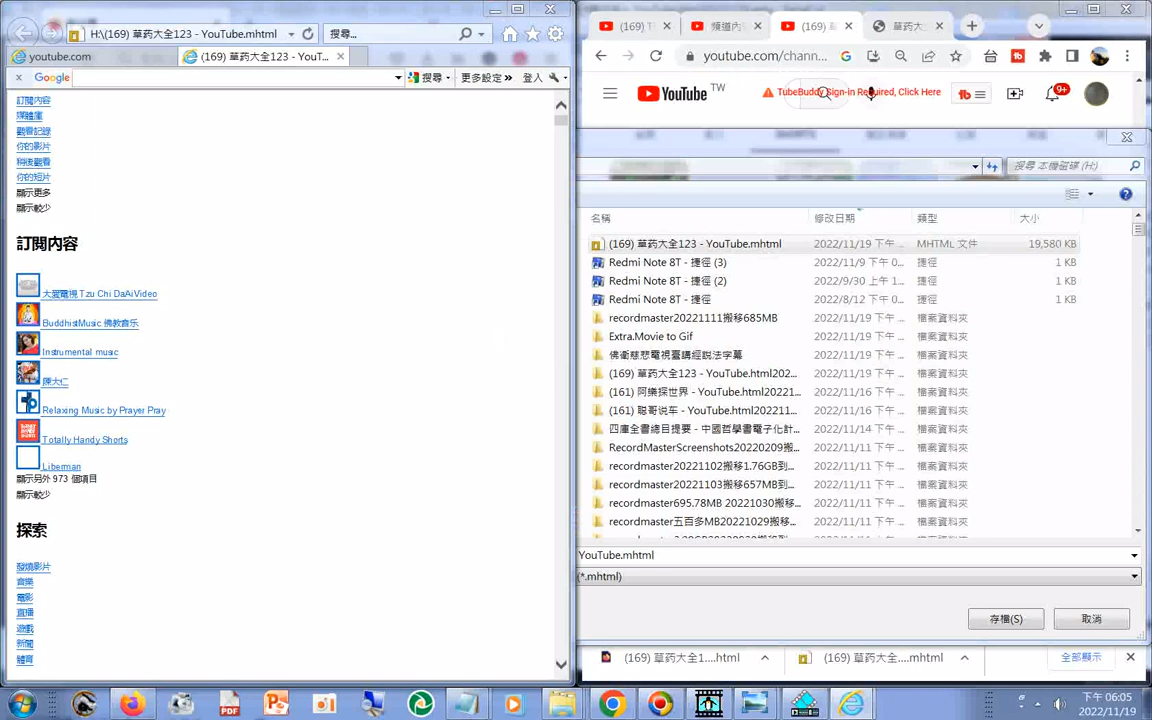 H:\(169) 草药大全123 - YouTube.mhtml
搜尋...
youtube.com
(169) 草药大全123 - YouT...
Google
搜尋
更多設定 »
登入
訂閱內容
媒體庫
觀看記錄
你的影片
稍後觀看
你的短片
顯示更多
顯示較少
訂閱內容
大愛電視 Tzu Chi DaAiVideo
BuddhistMusic 佛教音乐
Instrumental music
陳大仁
Relaxing Music by Prayer Pray
Totally Handy Shorts
Liberman
顯示另外 973 個項目
顯示較少
探索
發燒影片
音樂
電影
直播
遊戲
新聞
體育
youtube.com/chann...
YouTube TW
TubeBuddy Sign-in Required, Click Here
9+
搜尋 本機磁碟 (H:)
名稱 修改日期 類型 大小
(169) 草药大全123 - YouTube.mhtml 2022/11/19 下午 ... MHTML 文件 19,580 KB
Redmi Note 8T - 捷徑 (3) 2022/11/9 下午 0... 捷徑 1 KB
Redmi Note 8T - 捷徑 (2) 2022/9/30 上午 1... 捷徑 1 KB
Redmi Note 8T - 捷徑 2022/8/12 下午 0... 捷徑 1 KB
recordmaster20221111搬移685MB 2022/11/19 下午 ... 檔案資料夾
Extra.Movie to Gif 2022/11/19 下午 ... 檔案資料夾
佛衛慈悲電視臺講經説法字幕 2022/11/19 下午 ... 檔案資料夾
(169) 草药大全123 - YouTube.html202... 2022/11/19 下午 ... 檔案資料夾
(161) 阿樂探世界 - YouTube.html20221... 2022/11/16 下午 ... 檔案資料夾
(161) 聪哥说车 - YouTube.html202211... 2022/11/16 下午 ... 檔案資料夾
四庫全書總目提要 - 中國哲學書電子化計... 2022/11/14 下午 ... 檔案資料夾
RecordMasterScreenshots20220209搬... 2022/11/11 下午 ... 檔案資料夾
recordmaster20221102搬移1.76GB到... 2022/11/11 下午 ... 檔案資料夾
recordmaster20221103搬移657MB到... 2022/11/11 下午 ... 檔案資料夾
recordmaster695.78MB 20221030搬移... 2022/11/11 下午 ... 檔案資料夾
recordmaster五百多MB20221029搬移... 2022/11/11 下午 ... 檔案資料夾
YouTube.mhtml
(*.mhtml)
存檔(S)
取消
(169) 草药大全1....html
(169) 草药大全....mhtml
全部顯示
下午 06:05
2022/11/19